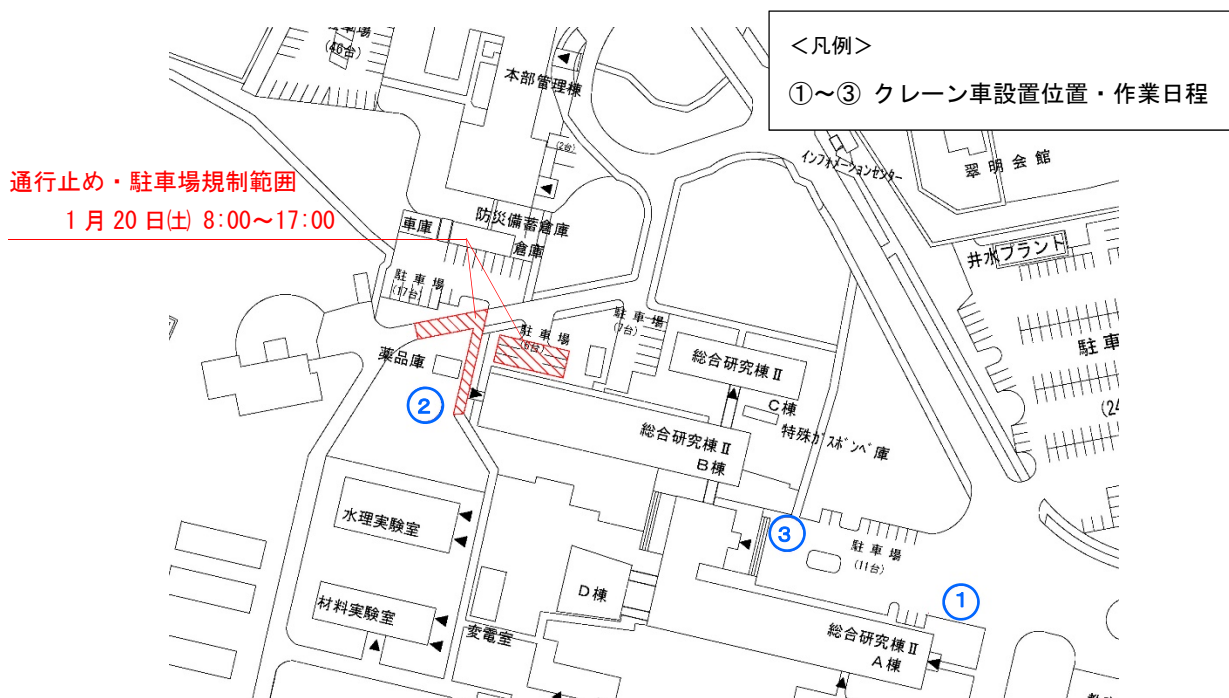 ＜凡例＞
①～③ クレーン車設置位置・作業日程
車場
(46台)
本部管理棟
(2台)
インフォメーションセンター
翠明会館
井水プラント
通行止め・駐車場規制範囲
1月20日(土) 8:00～17:00
車庫
防災備蓄倉庫
倉庫
駐車場
(17台)
駐車場
(6台)
駐車場
(7台)
駐車
(24
薬品庫
②
総合研究棟Ⅱ
C棟
特殊ガスボンベ庫
総合研究棟Ⅱ
B棟
水理実験室
③
駐車場
(11台)
①
D棟
材料実験室
変電室
総合研究棟Ⅱ
A棟